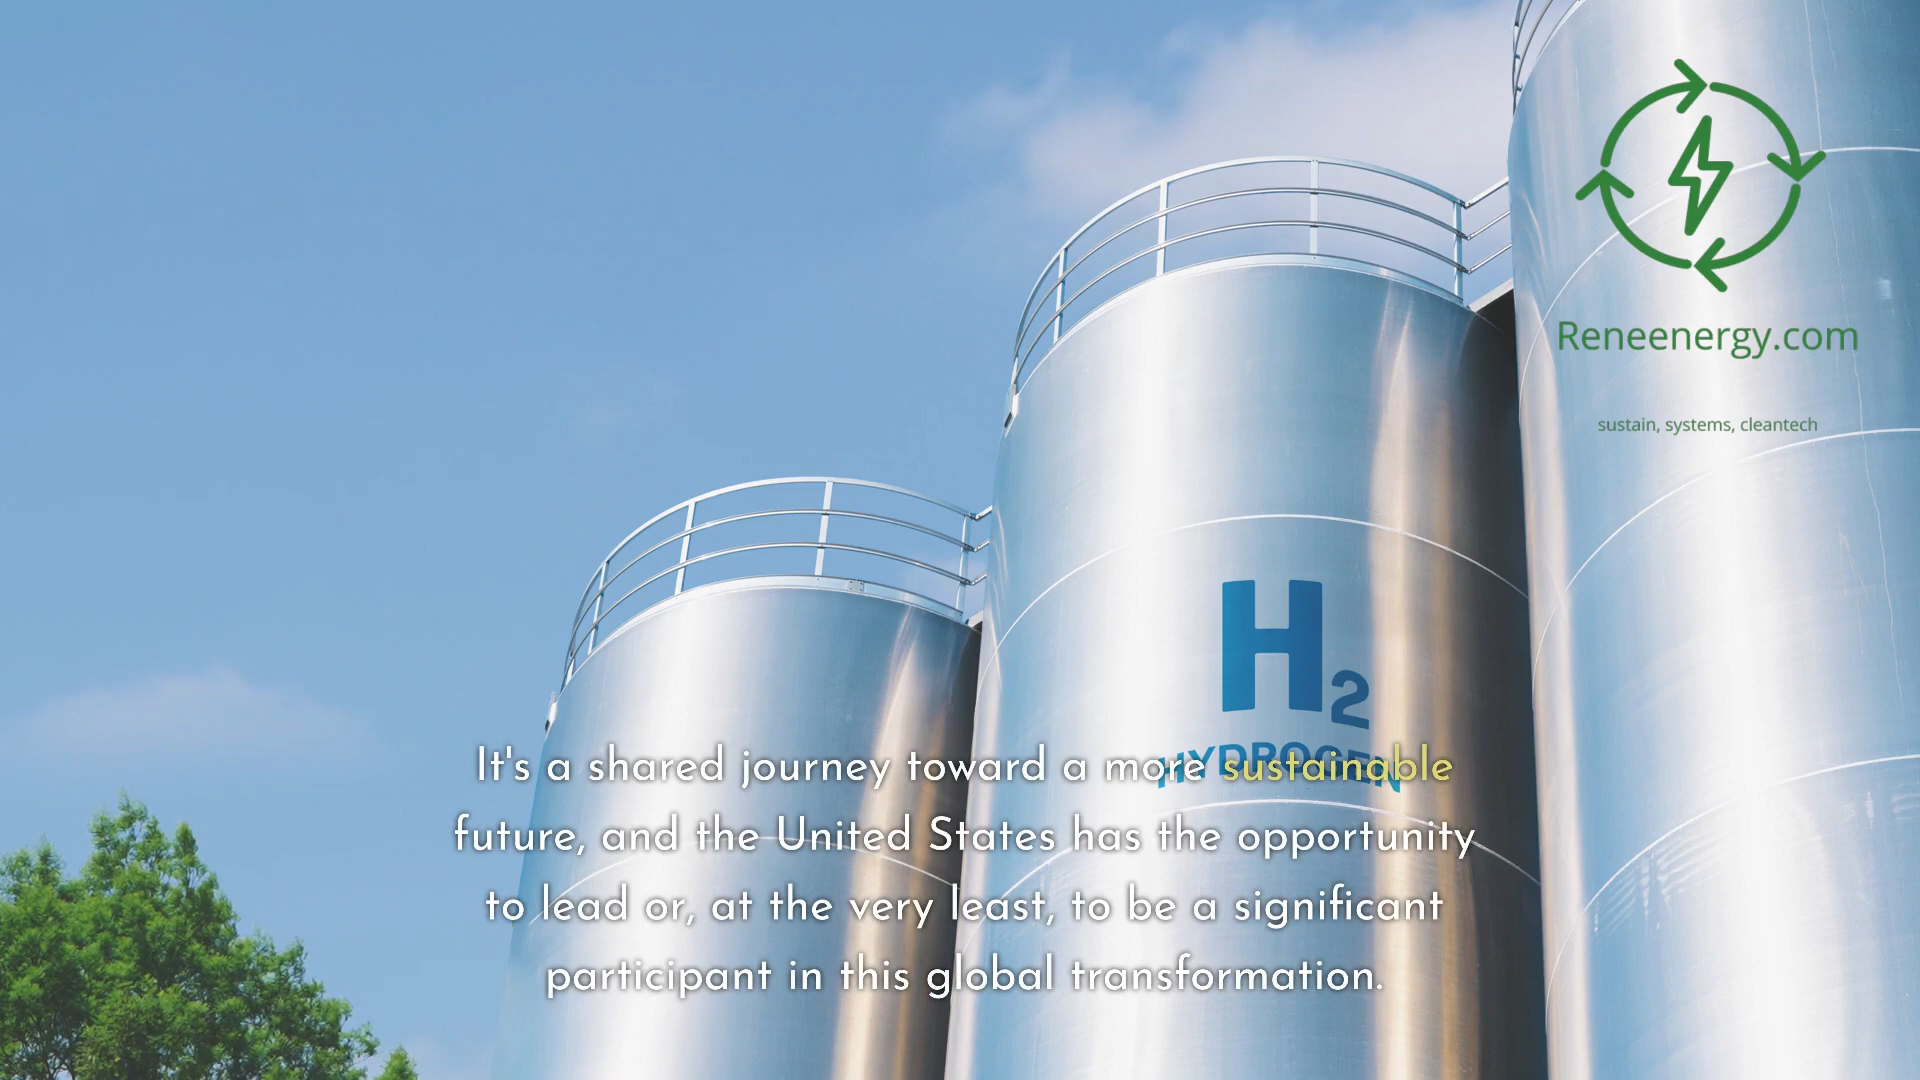 Reneenergy.com
sustain, systems, cleantech
H2
HYDROGEN
It's a shared journey toward a more sustainable
future, and the United States has the opportunity
to lead or, at the very least, to be a significant
participant in this global transformation.